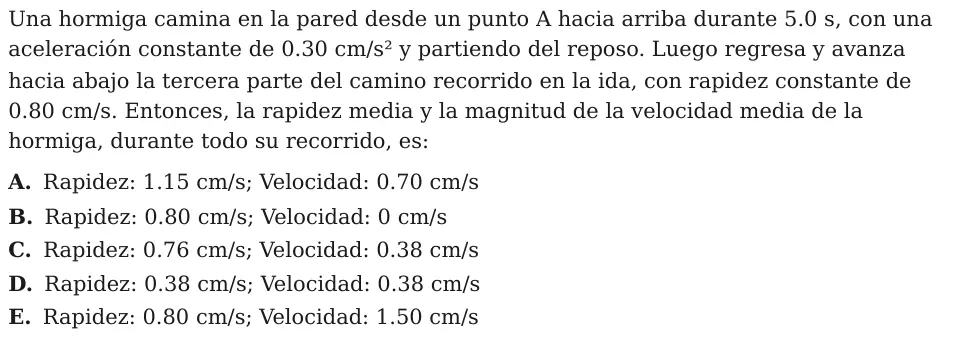 Una hormiga camina en la pared desde un punto A hacia arriba durante 5.0 s, con una
aceleración constante de 0.30 cm/s² y partiendo del reposo. Luego regresa y avanza
hacia abajo la tercera parte del camino recorrido en la ida, con rapidez constante de
0.80 cm/s. Entonces, la rapidez media y la magnitud de la velocidad media de la
hormiga, durante todo su recorrido, es:
A. Rapidez: 1.15 cm/s; Velocidad: 0.70 cm/s
B. Rapidez: 0.80 cm/s; Velocidad: 0 cm/s
C. Rapidez: 0.76 cm/s; Velocidad: 0.38 cm/s
D. Rapidez: 0.38 cm/s; Velocidad: 0.38 cm/s
E. Rapidez: 0.80 cm/s; Velocidad: 1.50 cm/s